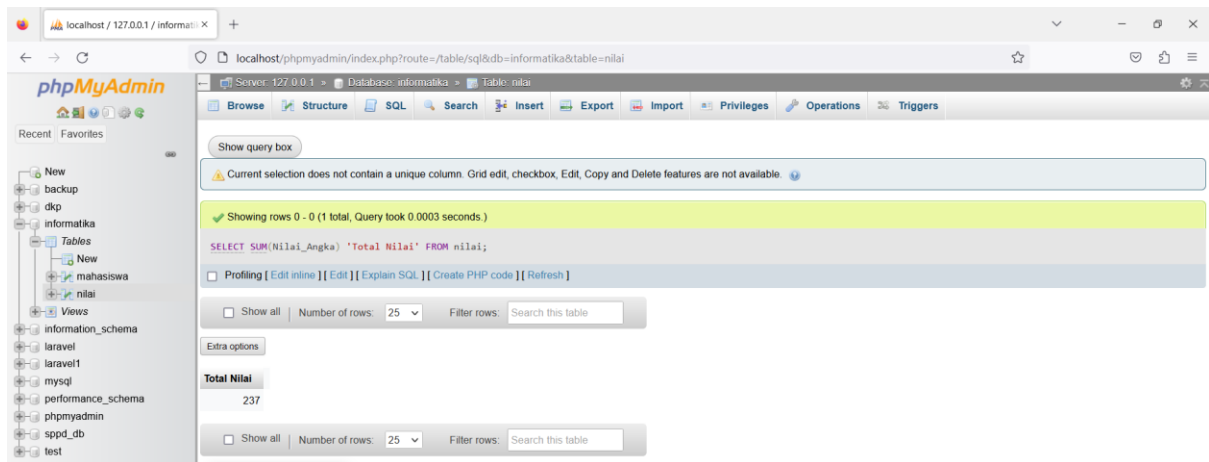 localhost / 127.0.0.1 / informati
localhost/phpmyadmin/index.php?route=/table/sql&db=informatika&table=nilai
phpMyAdmin
Recent Favorites
New
backup
dkp
informatika
Tables
New
mahasiswa
nilai
Views
information_schema
laravel
laravel1
mysql
performance_schema
phpmyadmin
sppd_db
test
Server: 127.0.0.1 » Database: informatika » Table: nilai
Browse Structure SQL Search Insert Export Import Privileges Operations Triggers
Show query box
Current selection does not contain a unique column. Grid edit, checkbox, Edit, Copy and Delete features are not available.
Showing rows 0 - 0 (1 total, Query took 0.0003 seconds.)
SELECT SUM(Nilai_Angka) 'Total Nilai' FROM nilai;
Profiling [ Edit inline ] [ Edit ] [ Explain SQL ] [ Create PHP code ] [ Refresh ]
Show all | Number of rows: 25 Filter rows: Search this table
Extra options
Total Nilai
237
Show all | Number of rows: 25 Filter rows: Search this table